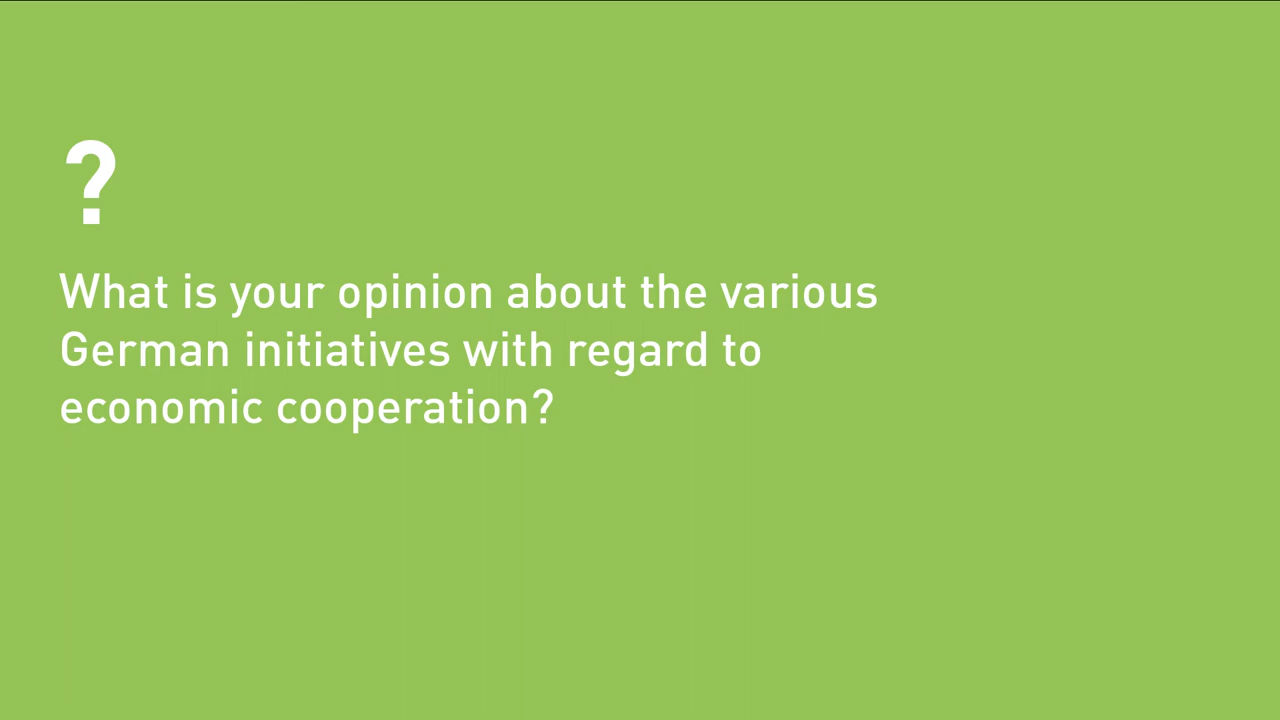 ?
What is your opinion about the various
German initiatives with regard to
economic cooperation?